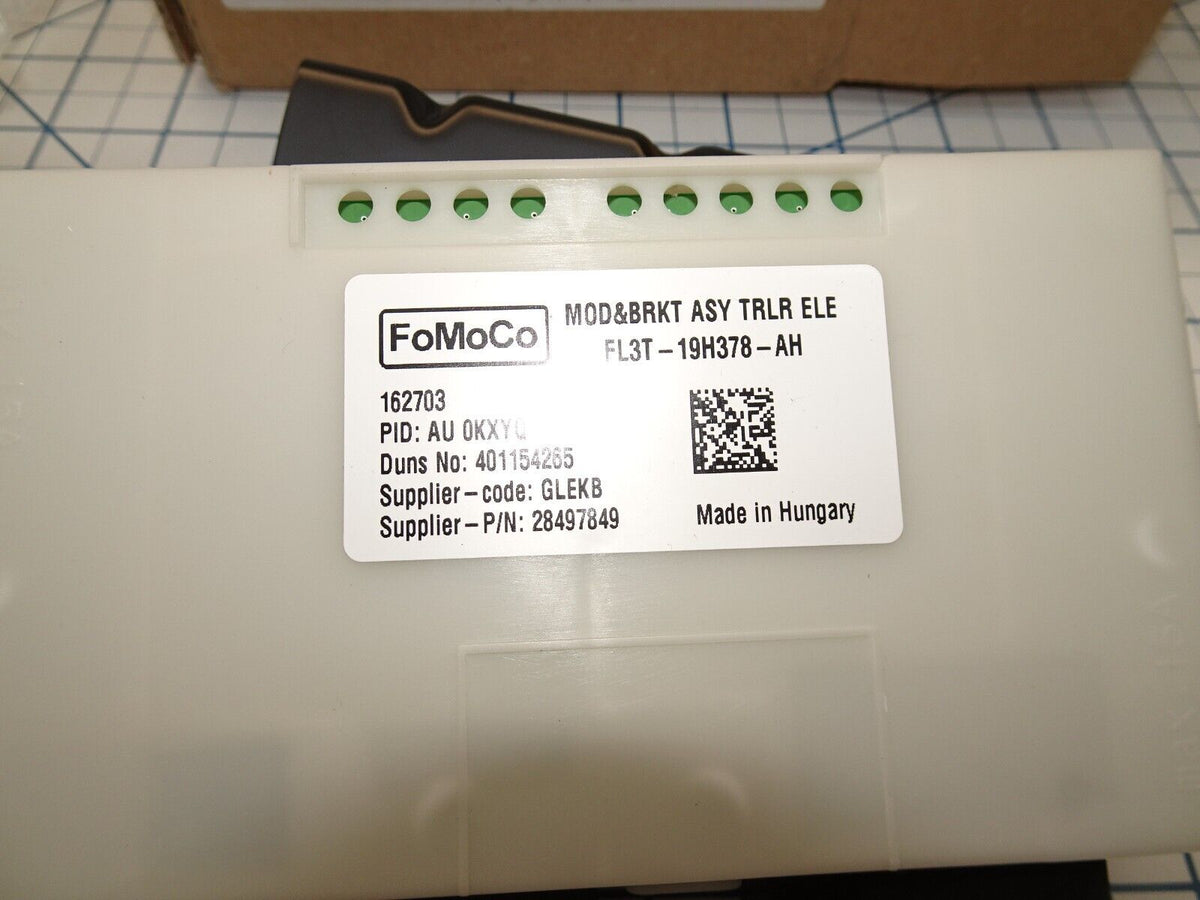 FoMoCo
MOD&BRKT ASY TRLR ELE
FL3T-19H378-AH
162703
PID: AU 0KXYQ
Duns No: 401154265
Supplier-code: GLEKB
Supplier-P/N: 28497849
Made in Hungary